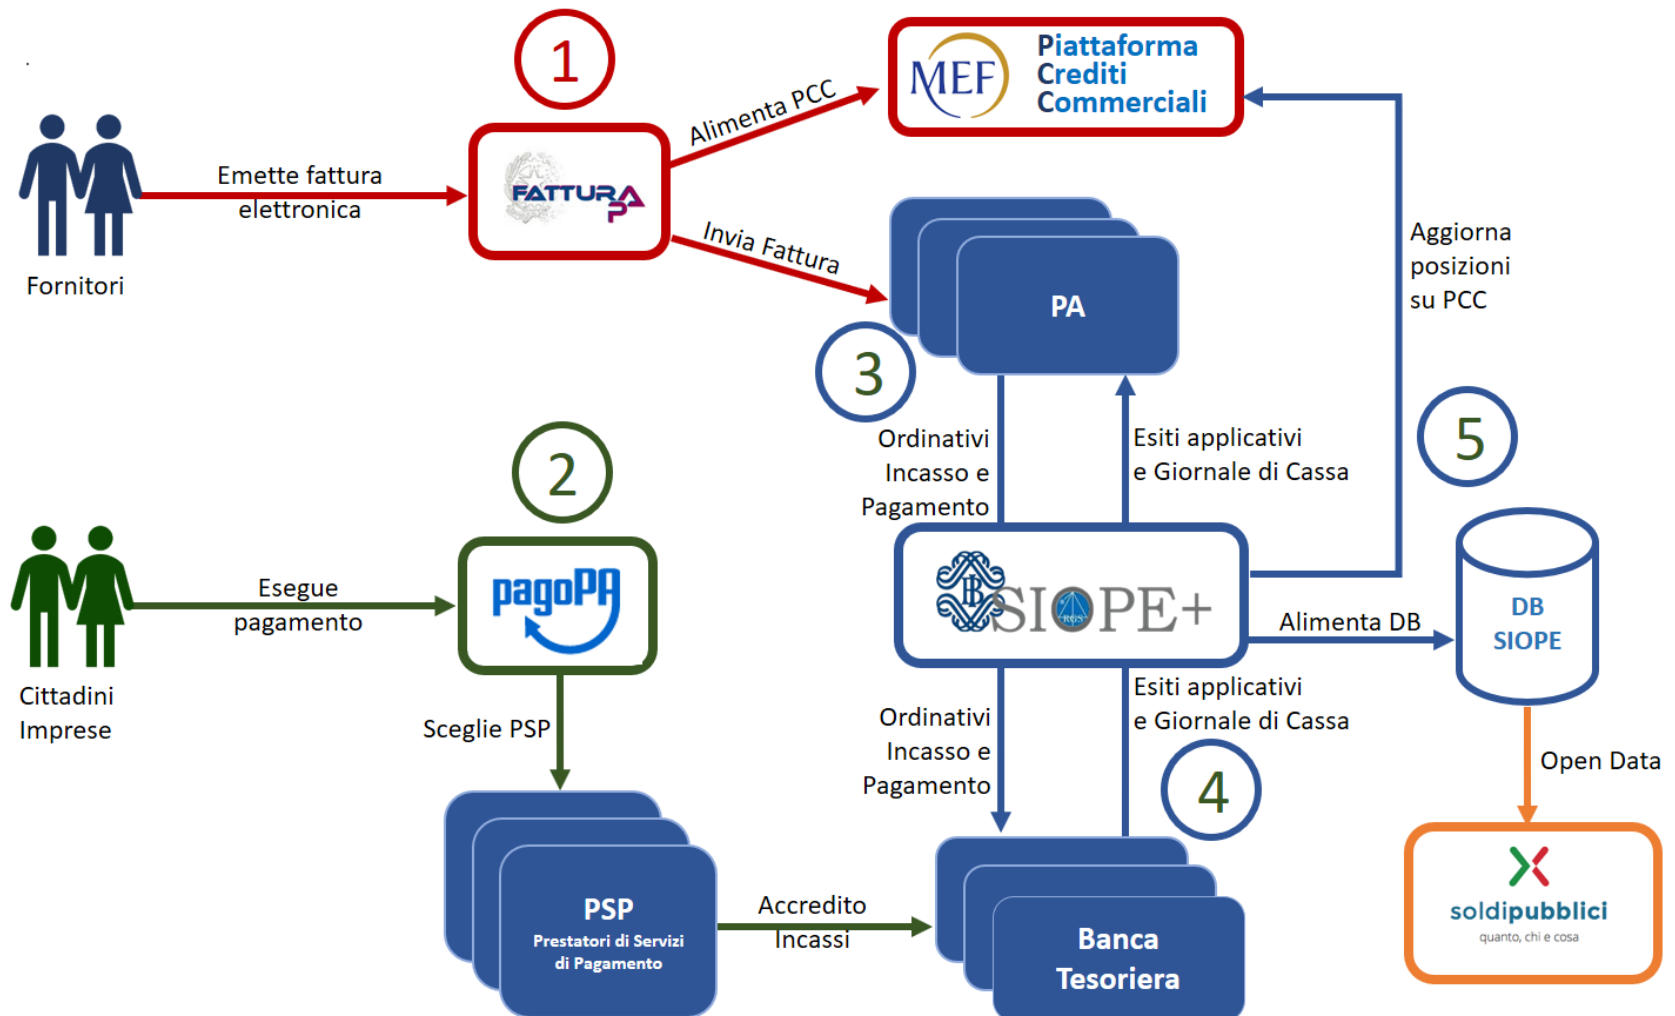 1
MEF
Piattaforma
Crediti
Commerciali
Alimenta PCC
Emette fattura
elettronica
FATTURA
PA
Fornitori
Invia Fattura
PA
Aggiorna
posizioni
su PCC
3
Ordinativi
Incasso e
Pagamento
Esiti applicativi
e Giornale di Cassa
5
2
Esegue
pagamento
pagoPA
Cittadini
Imprese
SIOPE+
RGS
Alimenta DB
DB
SIOPE
Sceglie PSP
Ordinativi
Incasso e
Pagamento
Esiti applicativi
e Giornale di Cassa
4
Open Data
PSP
Prestatori di Servizi
di Pagamento
Accredito
Incassi
Banca
Tesoriera
soldipubblici
quanto, chi e cosa